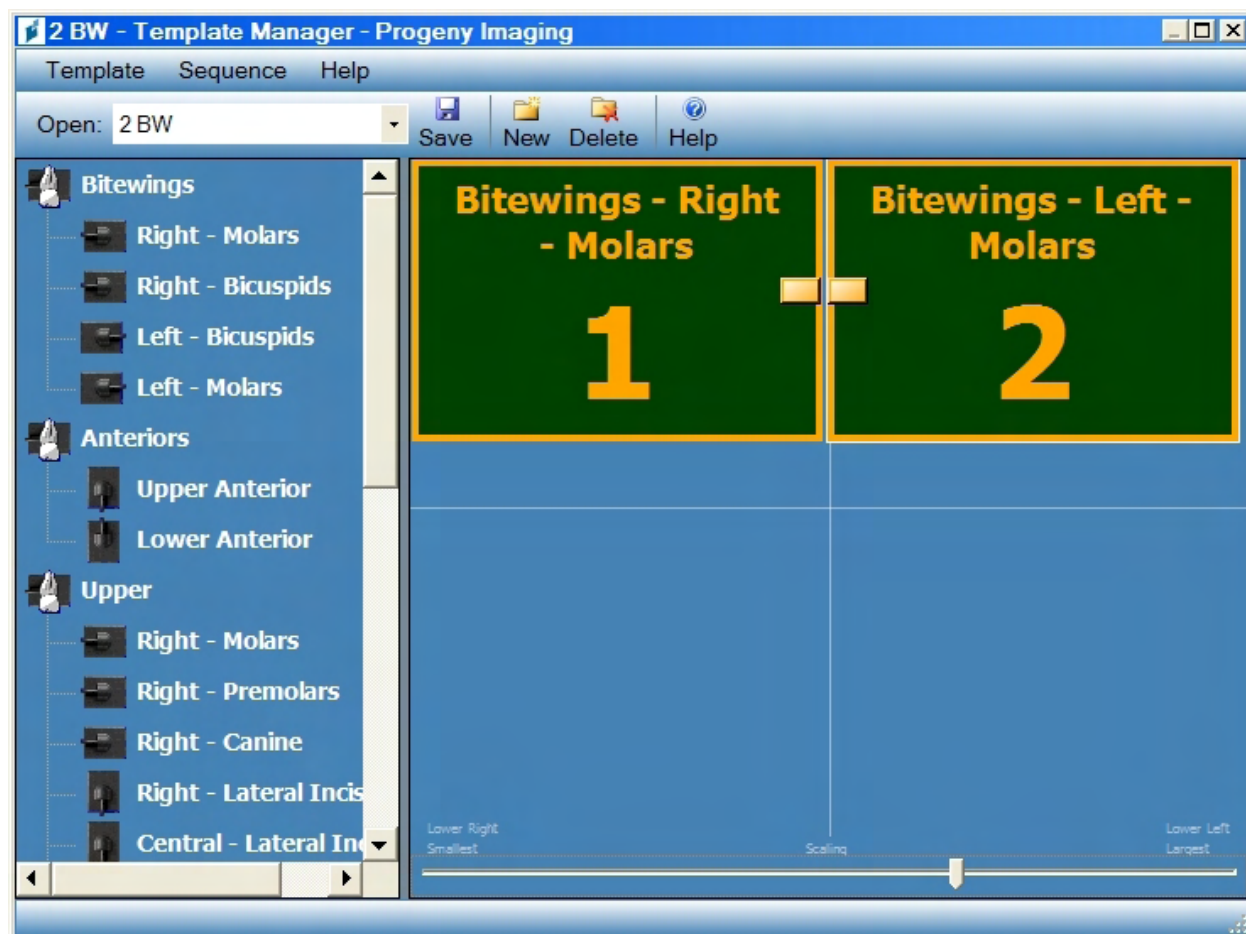 2 BW - Template Manager - Progeny Imaging
Template Sequence Help
Open: 2 BW Save New Delete Help
Bitewings
Right - Molars
Right - Bicuspids
Left - Bicuspids
Left - Molars
Anteriors
Upper Anterior
Lower Anterior
Upper
Right - Molars
Right - Premolars
Right - Canine
Right - Lateral Incis
Central - Lateral In
Bitewings - Right
- Molars
1
Bitewings - Left -
Molars
2
Lower Right Lower Left
Smallest Scaling Largest